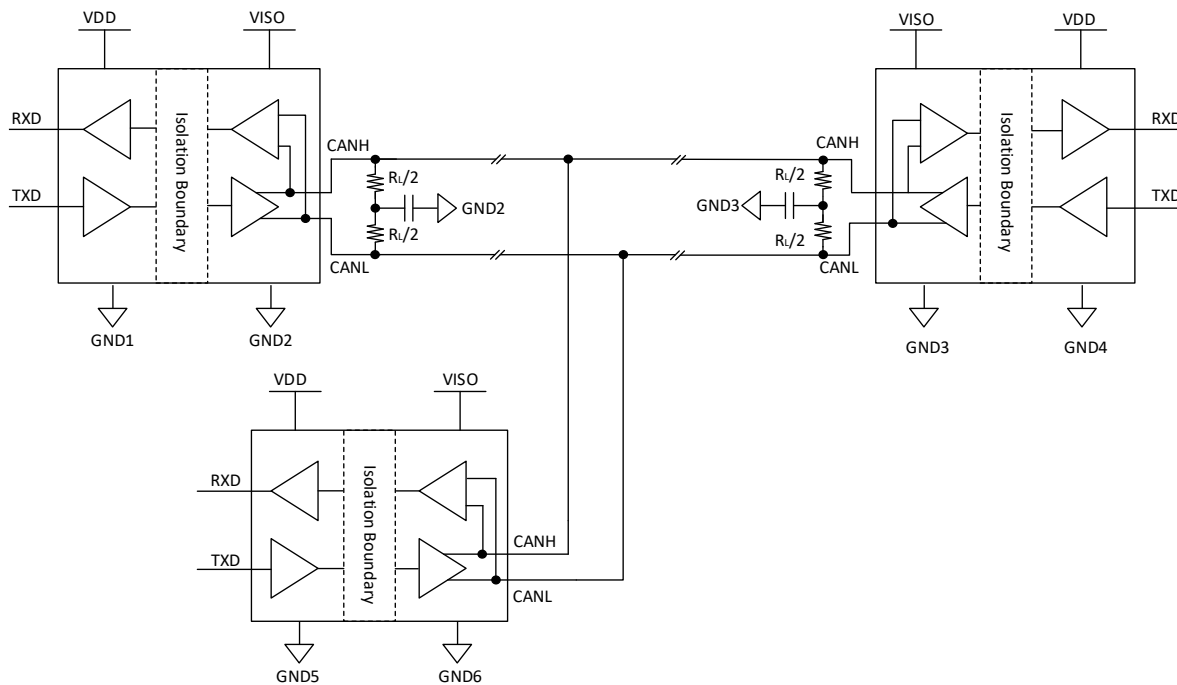 VDD
VISO
VISO
VDD
RXD
Isolation Boundary
CANH
CANH
Isolation Boundary
RXD
RL/2
RL/2
TXD
GND2
GND3
TXD
RL/2
RL/2
CANL
CANL
GND1
GND2
GND3
GND4
VDD
VISO
RXD
Isolation Boundary
CANH
TXD
CANL
GND5
GND6